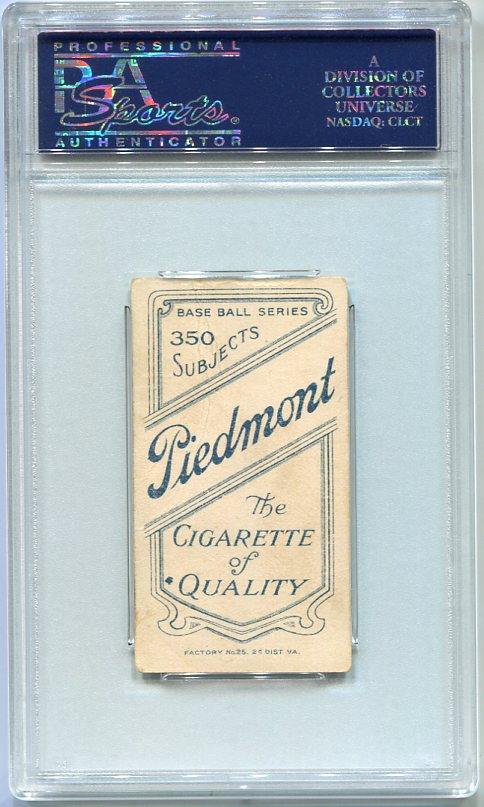 PROFESSIONAL
PSA
Sports®
AUTHENTICATOR
A
DIVISION OF
COLLECTORS
UNIVERSE
NASDAQ: CLCT
BASE BALL SERIES
350
SUBJECTS
Piedmont
The
CIGARETTE
of
QUALITY
FACTORY No. 25. 2d DIST. VA.